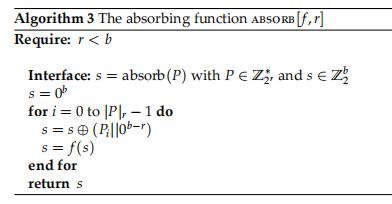 Algorithm 3 The absorbing function ABSORB[f, r]
Require: r < b
Interface: s = absorb(P) with P ∈ ℤ*₂ʳ, and s ∈ ℤ₂ᵇ
s = 0ᵇ
for i = 0 to |P|ᵣ − 1 do
s = s ⊕ (Pᵢ||0ᵇ⁻ʳ)
s = f(s)
end for
return s